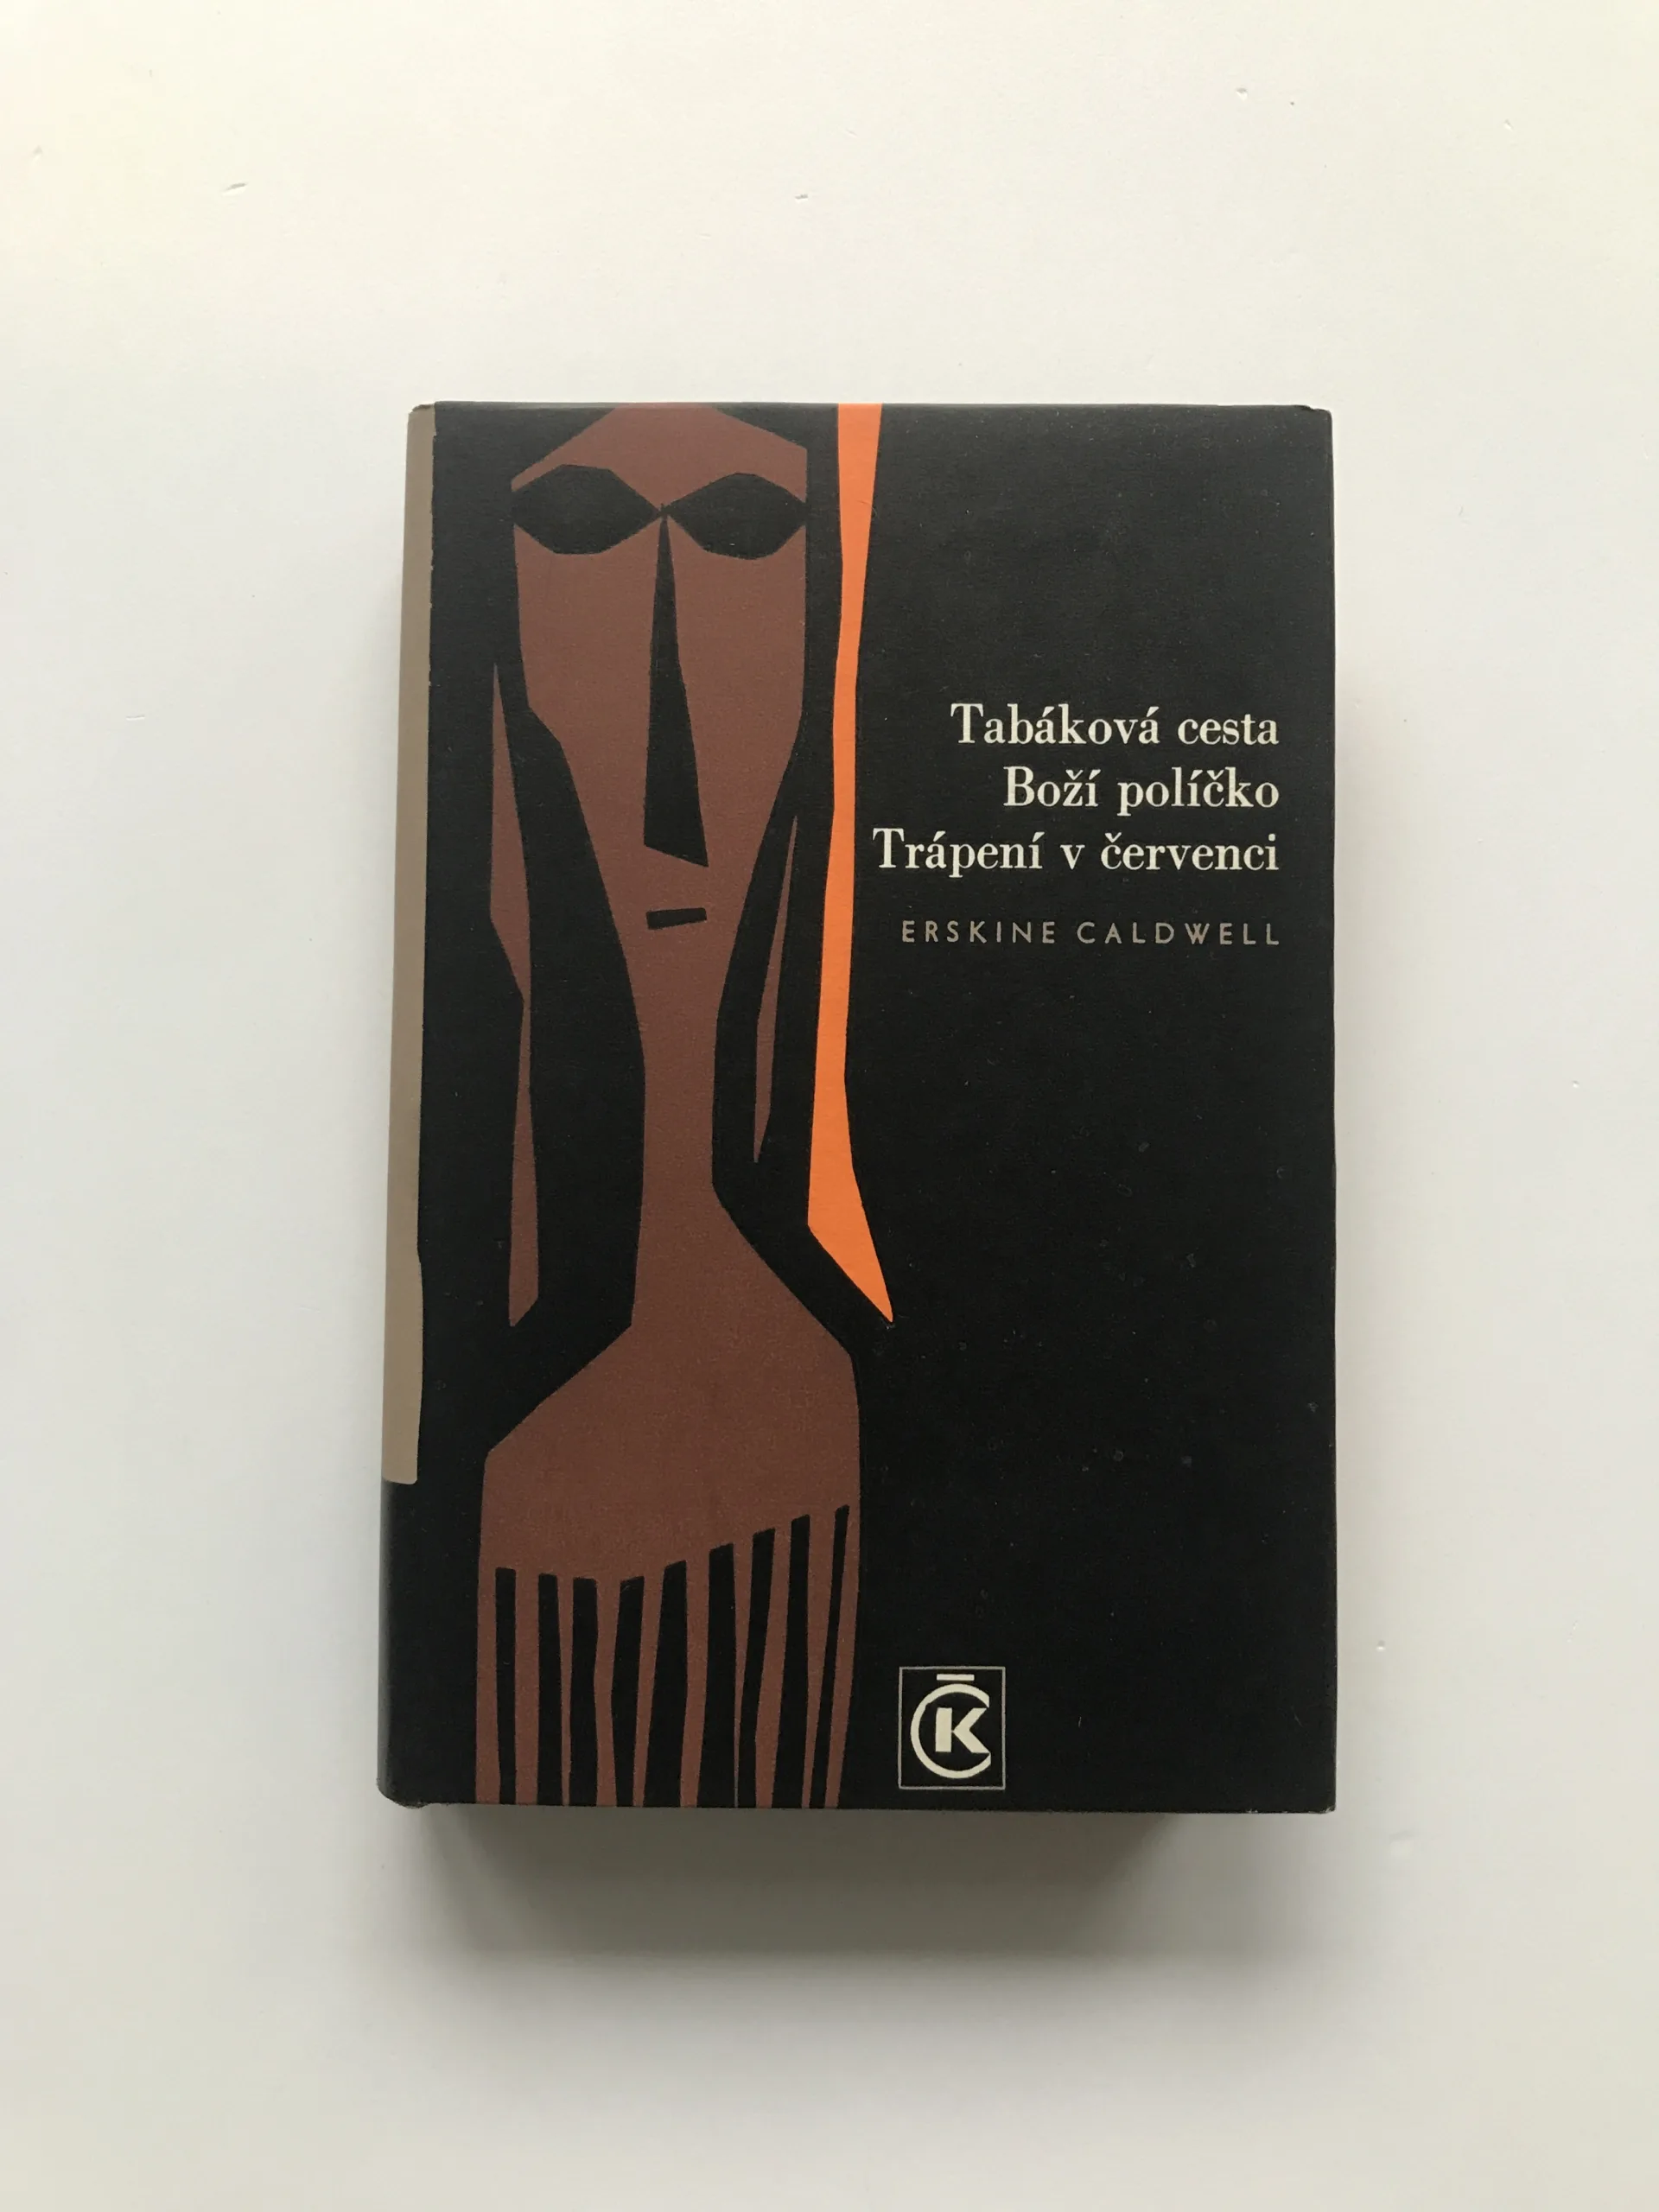 Tabáková cesta
Boží políčko
Trápení v červenci
ERSKINE CALDWELL
ČK